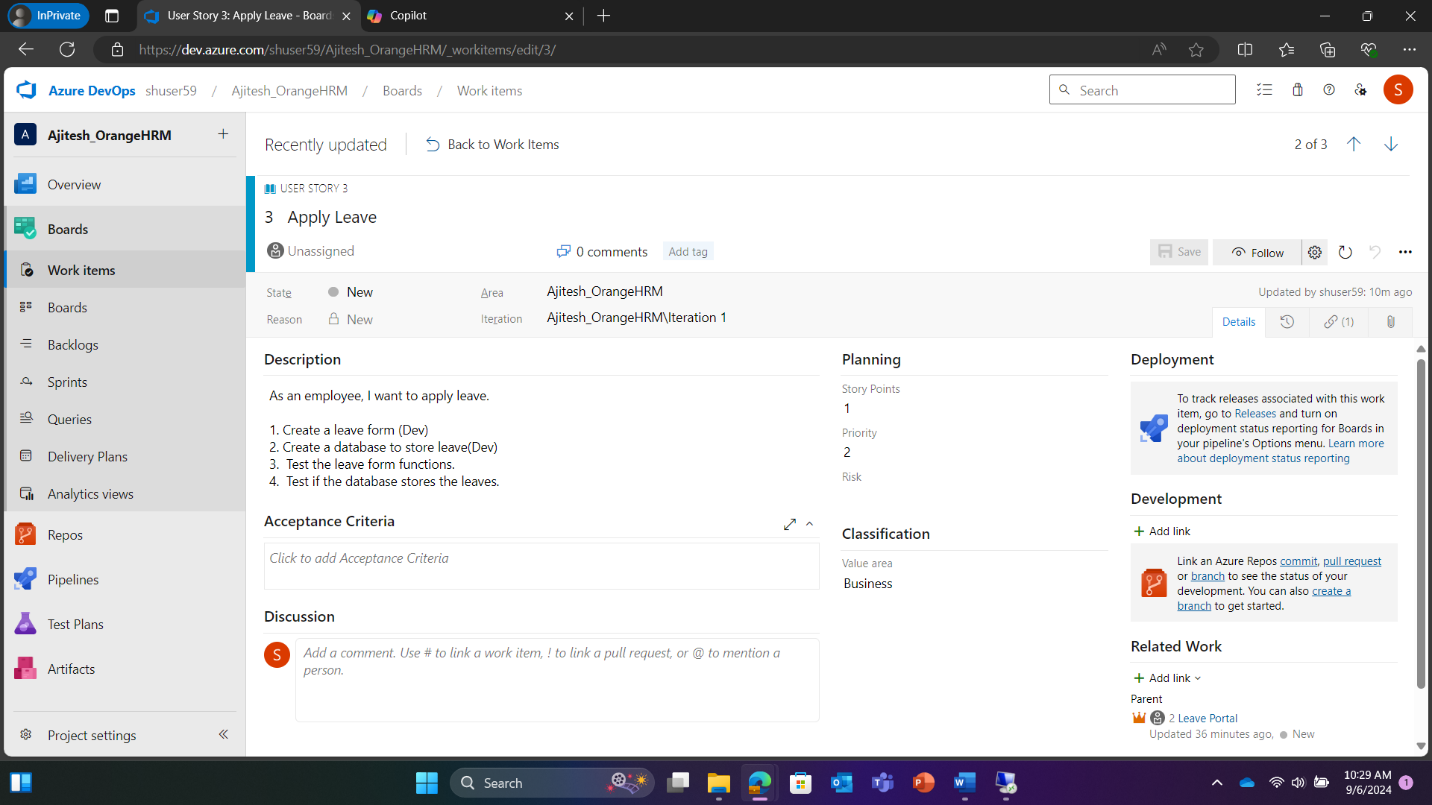 InPrivate
User Story 3: Apply Leave - Board
Copilot
https://dev.azure.com/shuser59/Ajitesh_OrangeHRM/_workitems/edit/3/
Azure DevOps shuser59 / Ajitesh_OrangeHRM / Boards / Work items
Search
S
A Ajitesh_OrangeHRM
Overview
Boards
Work items
Boards
Backlogs
Sprints
Queries
Delivery Plans
Analytics views
Repos
Pipelines
Test Plans
Artifacts
Project settings
Recently updated
Back to Work Items
2 of 3
USER STORY 3
3 Apply Leave
Unassigned
0 comments
Add tag
Save
Follow
State New
Reason New
Area Ajitesh_OrangeHRM
Iteration Ajitesh_OrangeHRM\Iteration 1
Updated by shuser59: 10m ago
Details
(1)
Description
As an employee, I want to apply leave.
1. Create a leave form (Dev)
2. Create a database to store leave(Dev)
3. Test the leave form functions.
4. Test if the database stores the leaves.
Acceptance Criteria
Click to add Acceptance Criteria
Discussion
S
Add a comment. Use # to link a work item, ! to link a pull request, or @ to mention a
person.
Planning
Story Points
1
Priority
2
Risk
Classification
Value area
Business
Deployment
To track releases associated with this work
item, go to Releases and turn on
deployment status reporting for Boards in
your pipeline's Options menu. Learn more
about deployment status reporting
Development
+ Add link
Link an Azure Repos commit, pull request
or branch to see the status of your
development. You can also create a
branch to get started.
Related Work
+ Add link
Parent
2 Leave Portal
Updated 36 minutes ago, New
Search
10:29 AM
9/6/2024
1